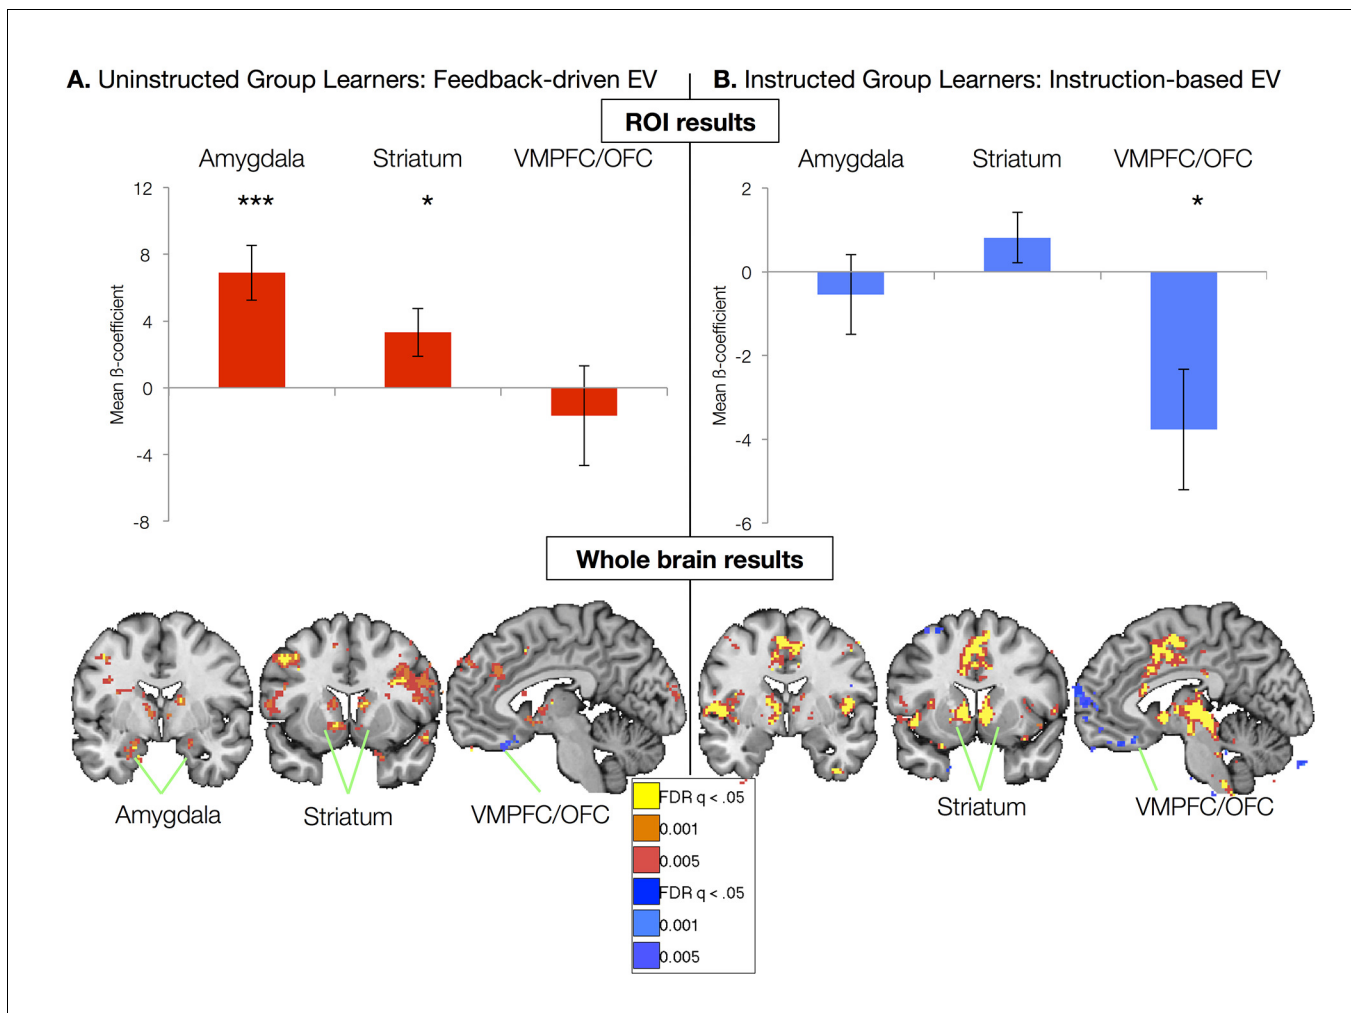 A. Uninstructed Group Learners: Feedback-driven EV
B. Instructed Group Learners: Instruction-based EV
ROI results
Amygdala
Striatum
VMPFC/OFC
Amygdala
Striatum
VMPFC/OFC
***
*
*
Mean ß-coefficient
12
8
4
0
-4
-8
Mean ß-coefficient
2
0
-2
-4
-6
Whole brain results
Amygdala
Striatum
VMPFC/OFC
Striatum
VMPFC/OFC
FDR q < .05
0.001
0.005
FDR q < .05
0.001
0.005